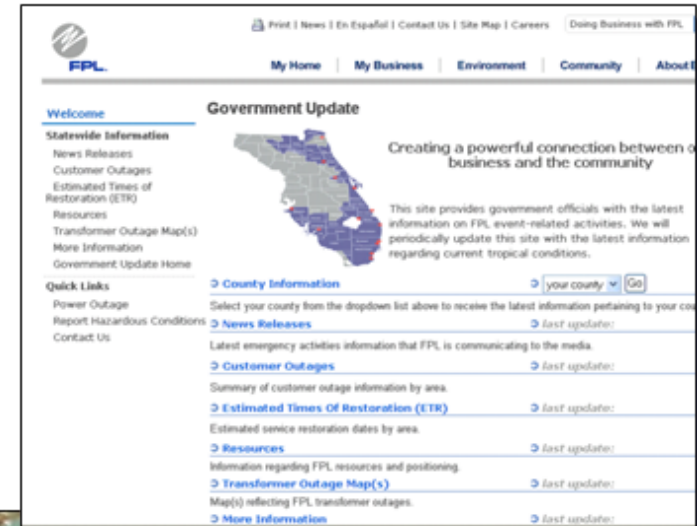 Print | News | En Español | Contact Us | Site Map | Careers
Doing Business with FPL
FPL.
My Home | My Business | Environment | Community | About
Welcome
Statewide Information
News Releases
Customer Outages
Estimated Times of
Restoration (ETR)
Resources
Transformer Outage Map(s)
More Information
Government Update Home
Quick Links
Power Outage
Report Hazardous Conditions
Contact Us
Government Update
Creating a powerful connection between
business and the community
This site provides government officials with the latest
information on FPL event-related activities. We will
periodically update this site with the latest information
regarding current tropical conditions.
County Information
your county Go
Select your county from the dropdown list above to receive the latest information pertaining to your
News Releases last update:
Latest emergency activities information that FPL is communicating to the media.
Customer Outages last update:
Summary of customer outage information by area.
Estimated Times Of Restoration (ETR) last update:
Estimated service restoration dates by area.
Resources last update:
Information regarding FPL resources and positioning.
Transformer Outage Map(s) last update:
Map(s) reflecting FPL transformer outages.
More Information last update: